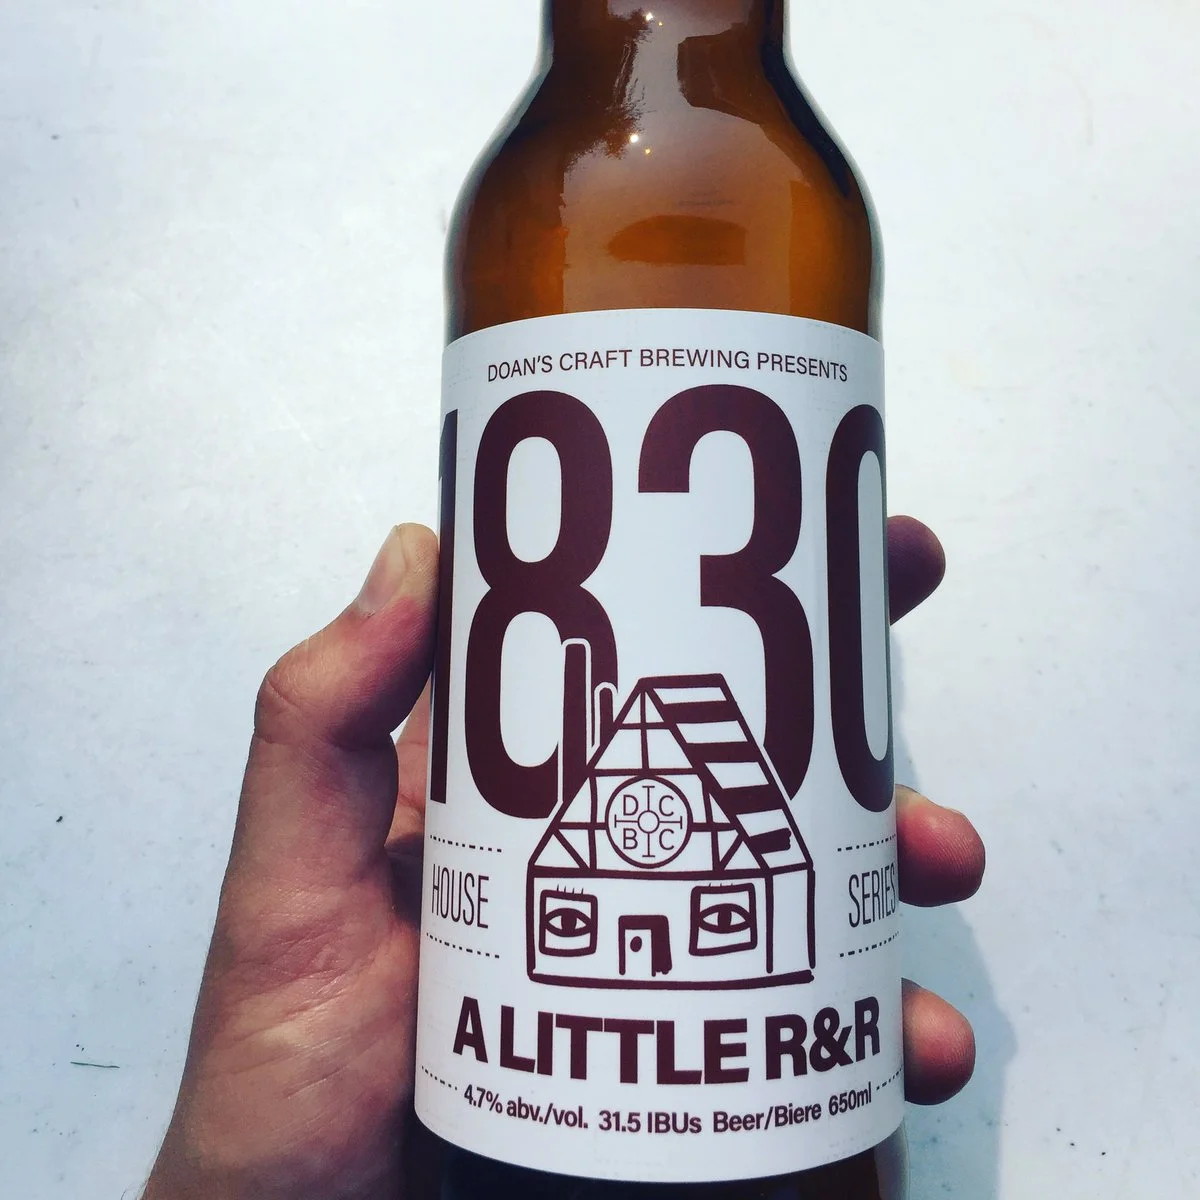 DOAN'S CRAFT BREWING PRESENTS
1830
D C
B C
HOUSE
SERIES
A LITTLE R&R
4.7% abv./vol. 31.5 IBUs Beer/Biere 650ml